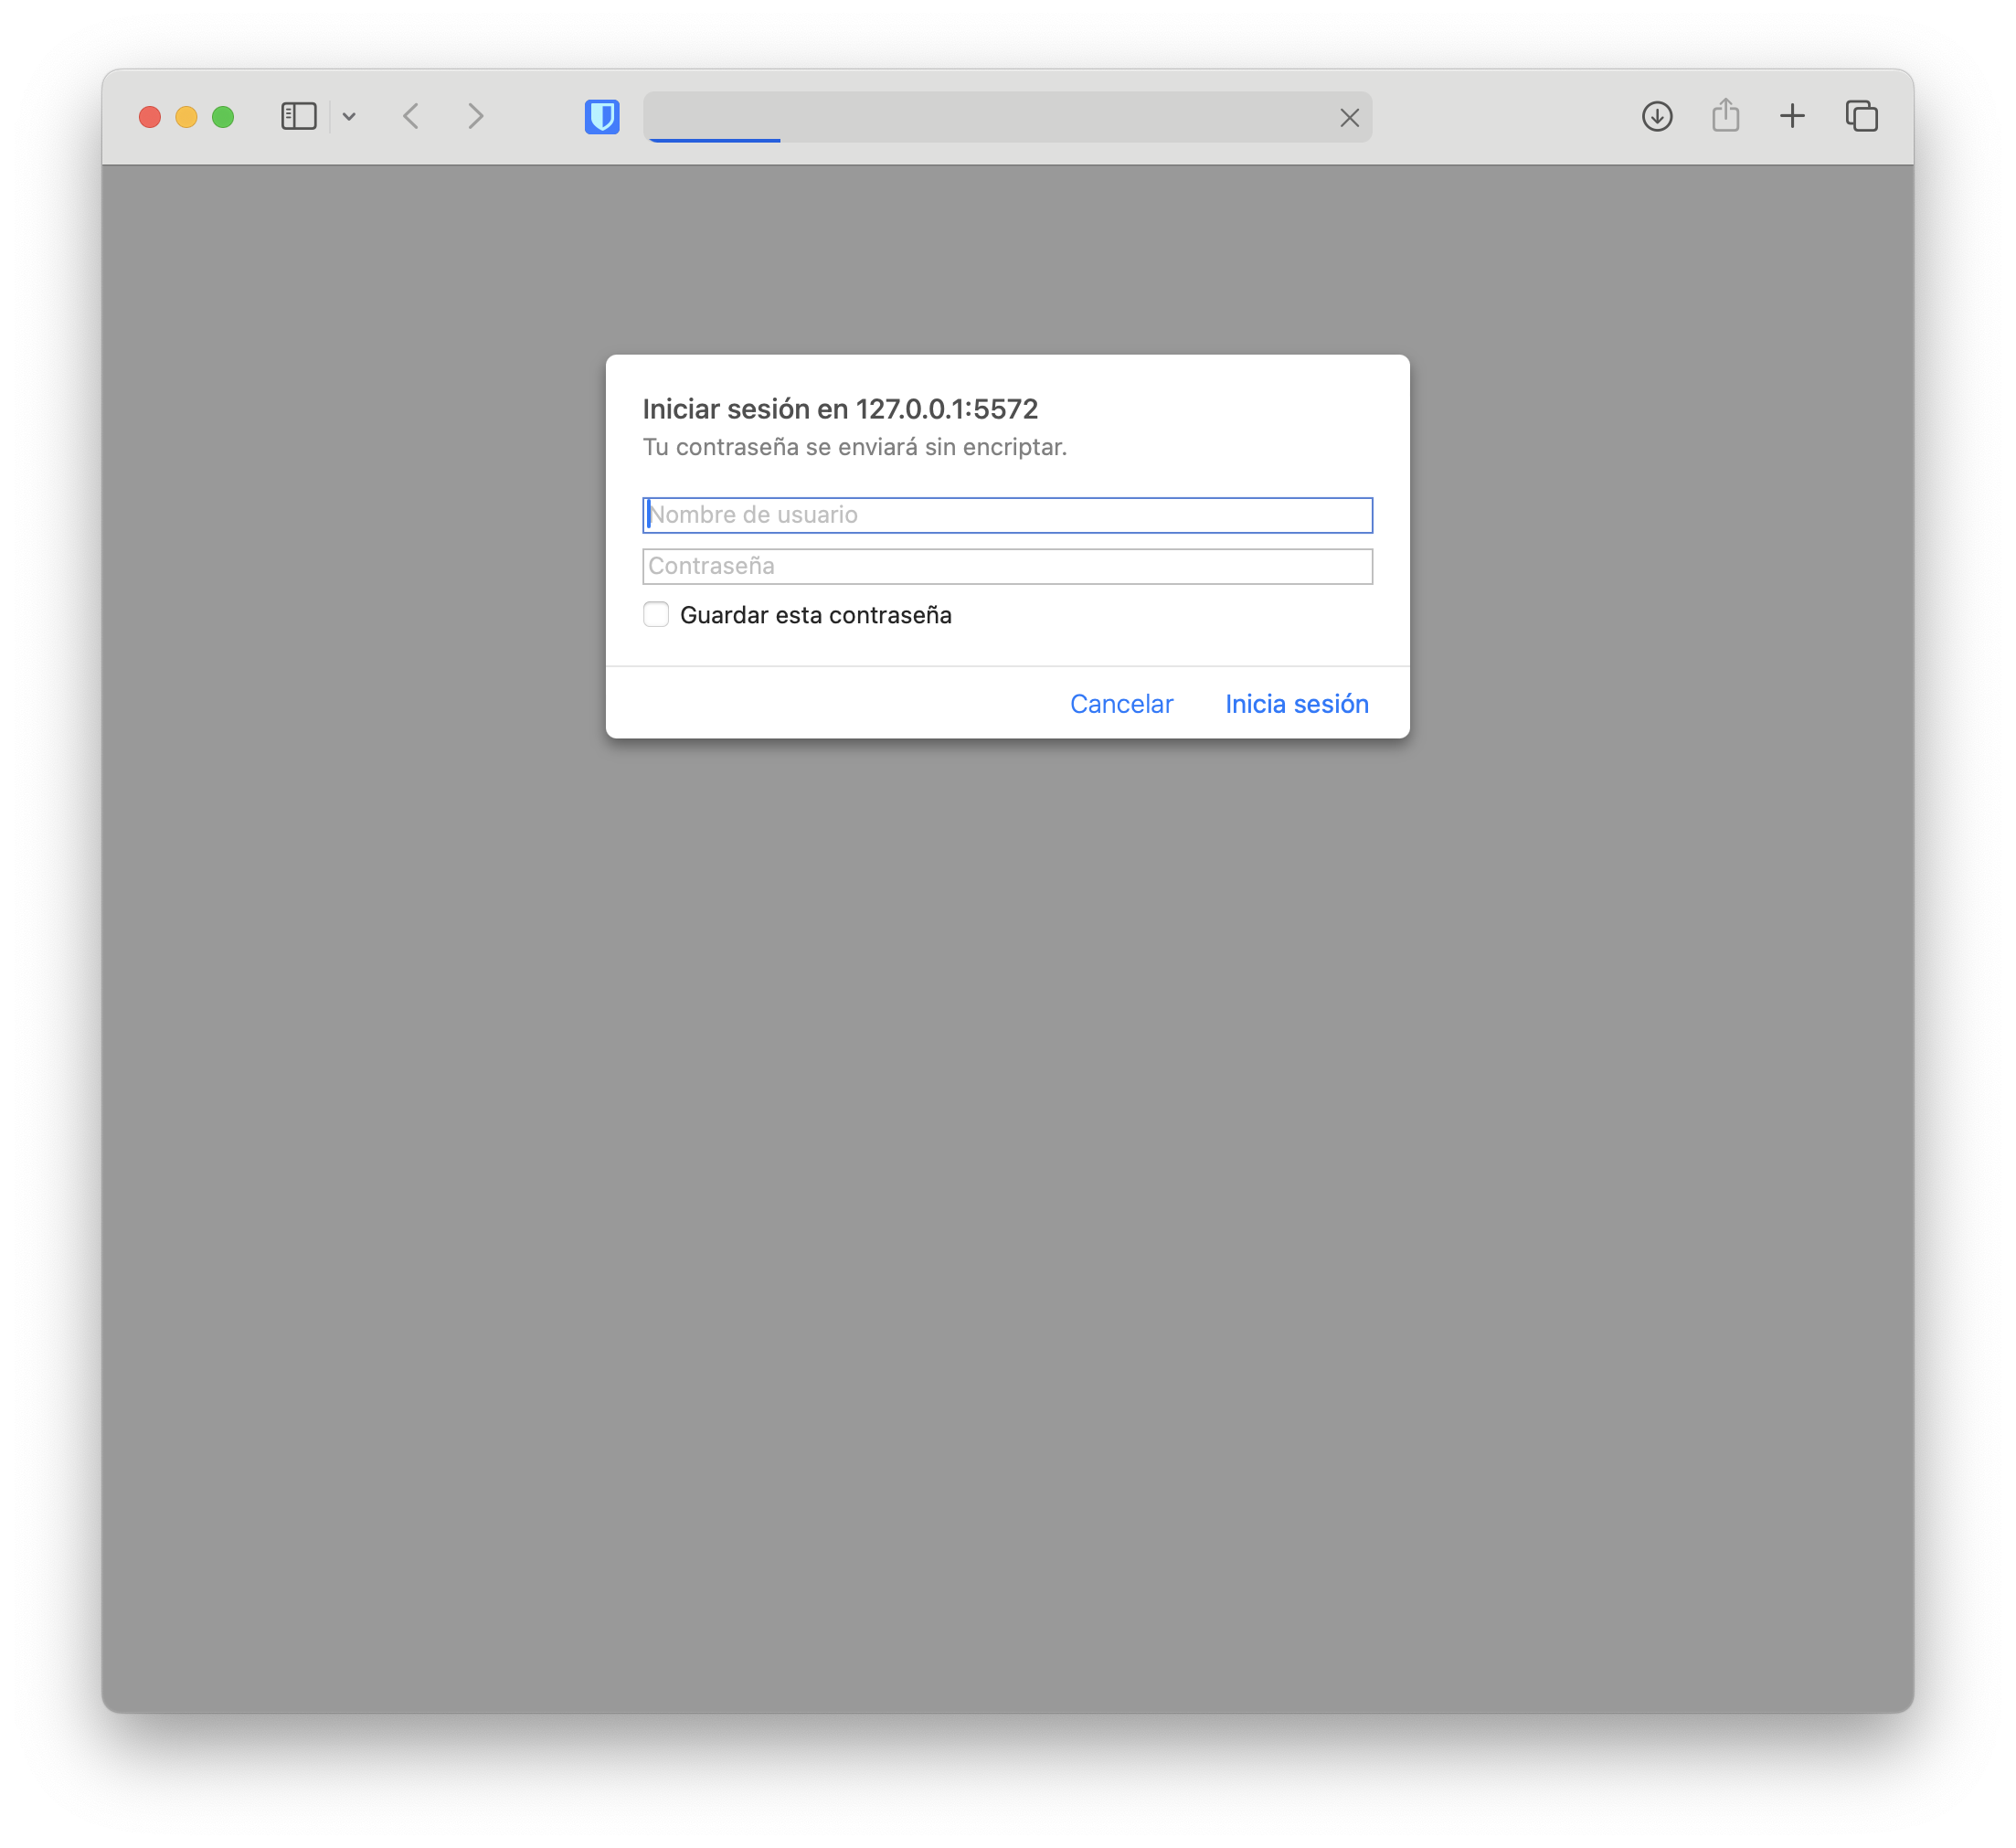 Iniciar sesión en 127.0.0.1:5572
Tu contraseña se enviará sin encriptar.
Nombre de usuario
Contraseña
Guardar esta contraseña
Cancelar
Inicia sesión